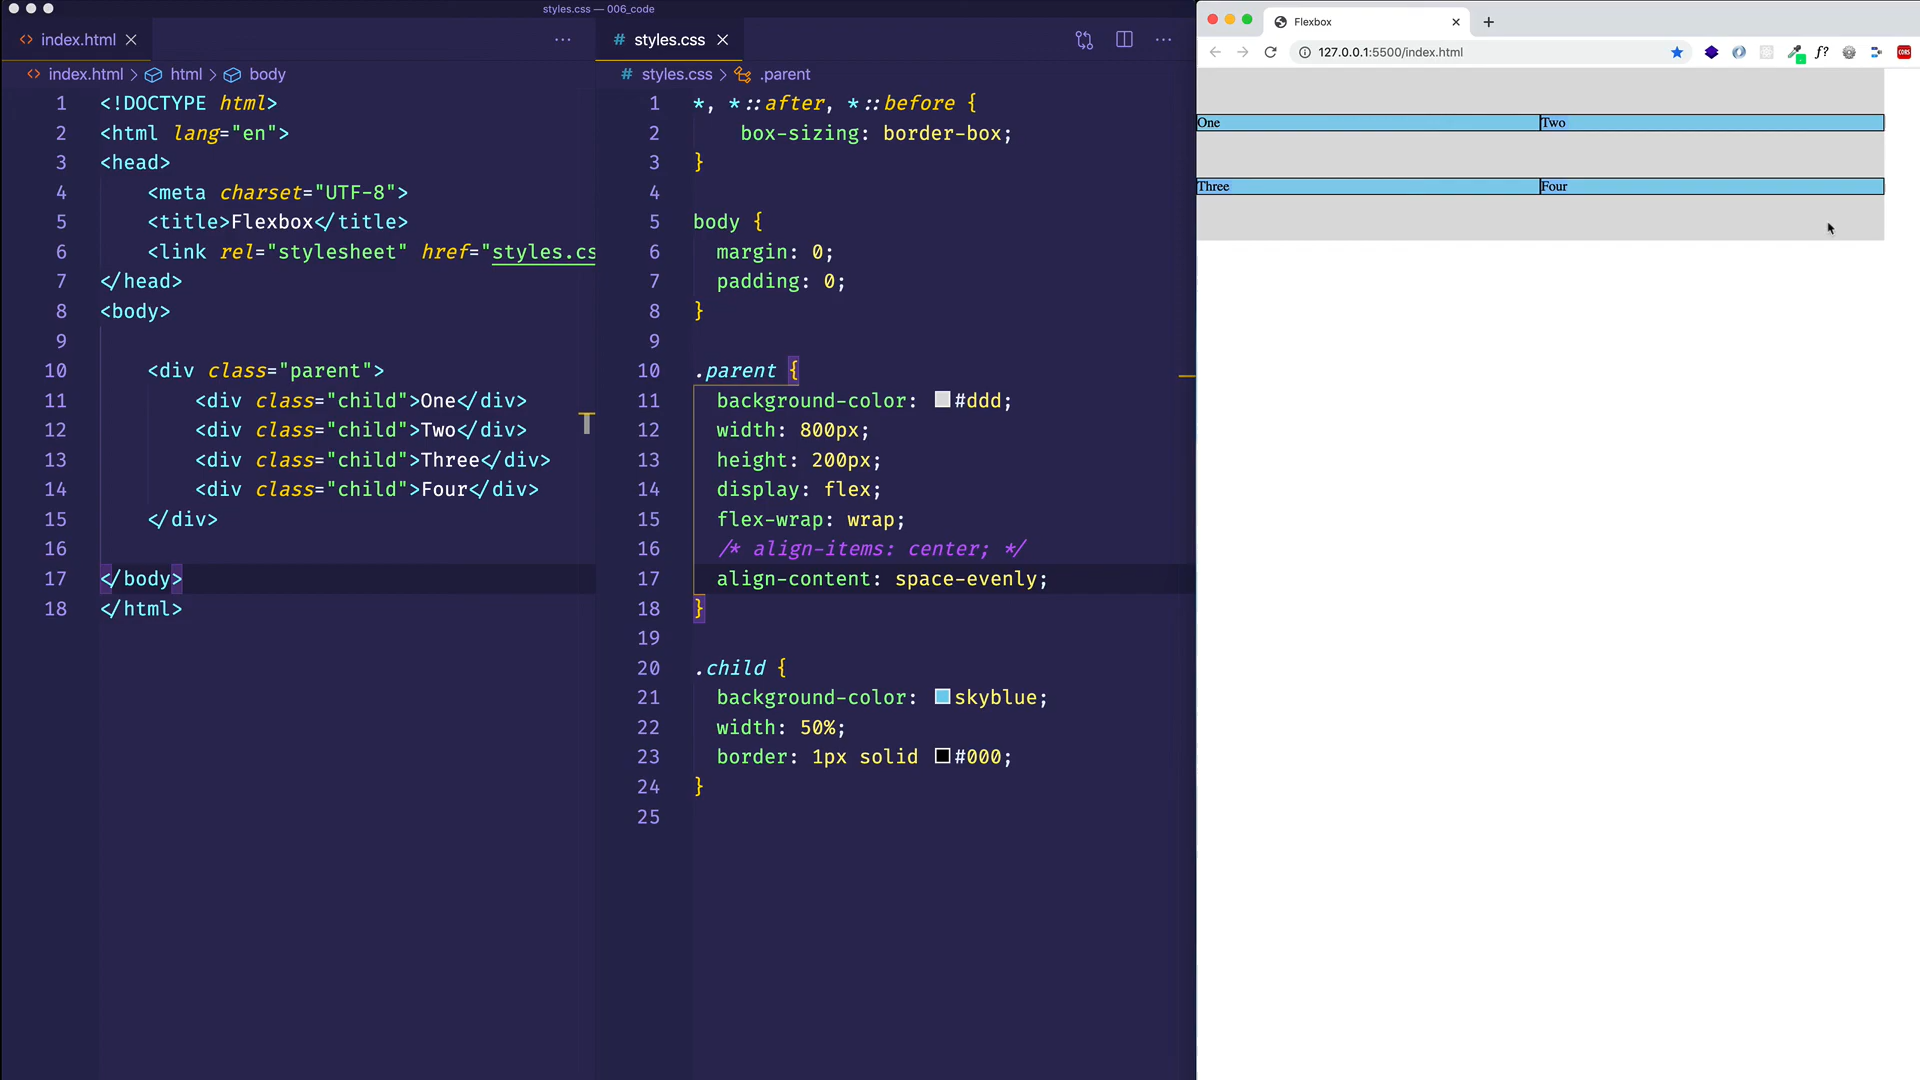 styles.css — 006_code
index.html
styles.css
index.html > html > body
1 <!DOCTYPE html>
2 <html lang="en">
3 <head>
4 <meta charset="UTF-8">
5 <title>Flexbox</title>
6 <link rel="stylesheet" href="styles.cs
7 </head>
8 <body>
9
10 <div class="parent">
11 <div class="child">One</div>
12 <div class="child">Two</div>
13 <div class="child">Three</div>
14 <div class="child">Four</div>
15 </div>
16
17 </body>
18 </html>
# styles.css > .parent
1 *, *::after, *::before {
2 box-sizing: border-box;
3 }
4
5 body {
6 margin: 0;
7 padding: 0;
8 }
9
10 .parent {
11 background-color: #ddd;
12 width: 800px;
13 height: 200px;
14 display: flex;
15 flex-wrap: wrap;
16 /* align-items: center; */
17 align-content: space-evenly;
18 }
19
20 .child {
21 background-color: skyblue;
22 width: 50%;
23 border: 1px solid #000;
24 }
25
Flexbox
127.0.0.1:5500/index.html
f?
CORS
One Two
Three Four